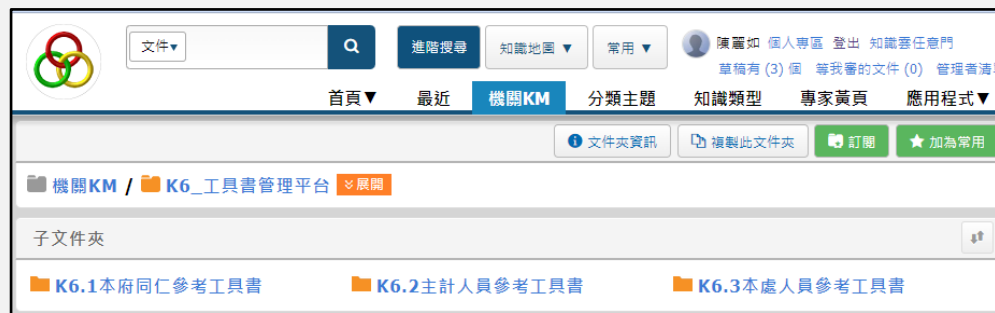 文件▾ 進階搜尋 知識地圖 ▼ 常用 ▼ 陳麗如 個人專區 登出 知識雲任意門
草稿有 (3) 個 等我審的文件 (0) 管理者清單
首頁▼ 最近 機關KM 分類主題 知識類型 專家黃頁 應用程式▼
文件夾資訊 複製此文件夾 訂閱 加為常用
機關KM / K6_工具書管理平台 展開
子文件夾
K6.1本府同仁參考工具書 K6.2主計人員參考工具書 K6.3本處人員參考工具書